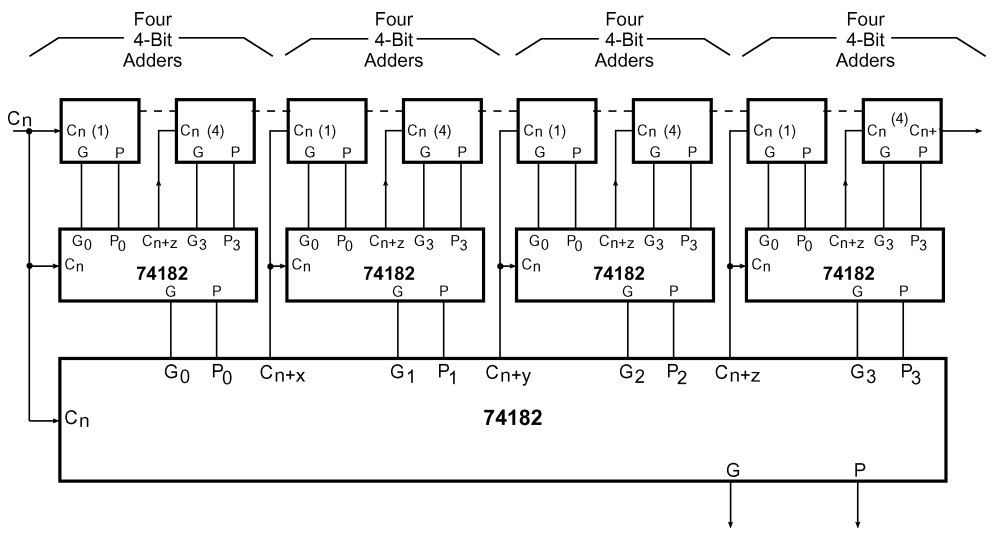 Four Four Four Four
4-Bit 4-Bit 4-Bit 4-Bit
Adders Adders Adders Adders
Cn
Cn (1) Cn (4) Cn (1) Cn (4) Cn (1) Cn (4) Cn (1) Cn (4) Cn+
G P G P G P G P G P G P G P G P
G0 P0 Cn+z G3 P3 G0 P0 Cn+z G3 P3 G0 P0 Cn+z G3 P3 G0 P0 Cn+z G3 P3
Cn Cn Cn Cn
74182 74182 74182 74182
G P G P G P G P
G0 P0 Cn+x G1 P1 Cn+y G2 P2 Cn+z G3 P3
Cn 74182
G P